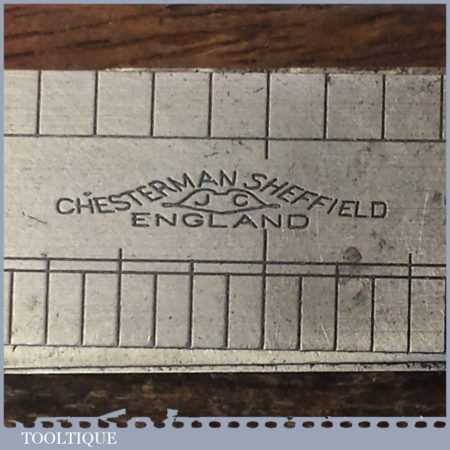 CHESTERMAN SHEFFIELD
J C
ENGLAND
TOOLTIQUE